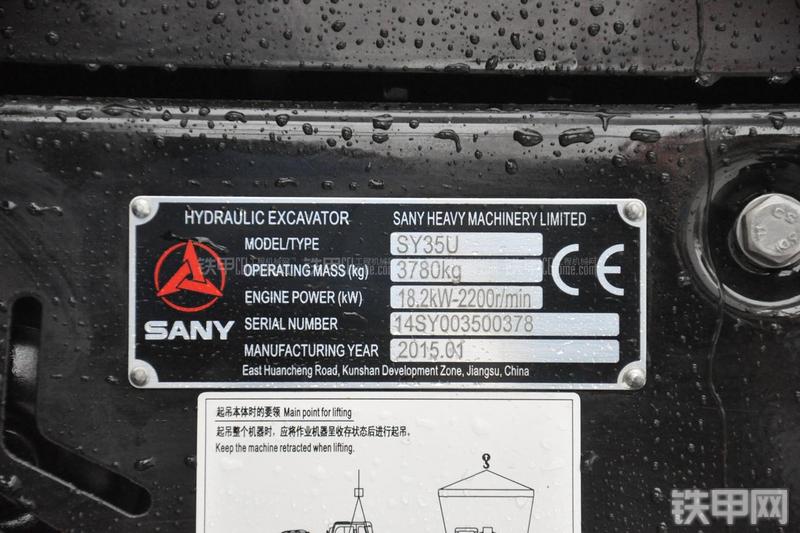 HYDRAULIC EXCAVATOR SANY HEAVY MACHINERY LIMITED
MODEL/TYPE SY35U
OPERATING MASS (kg) 3780kg
ENGINE POWER (kW) 18.2kW-2200r/min
SERIAL NUMBER 14SY003500378
MANUFACTURING YEAR 2015.01
East Huancheng Road, Kunshan Development Zone, Jiangsu, China
SANY
CE
起吊本体时的要领 Main point for lifting
起吊整个机器时，应将作业机器呈收存状态后进行起吊。
Keep the machine retracted when lifting.
铁甲网